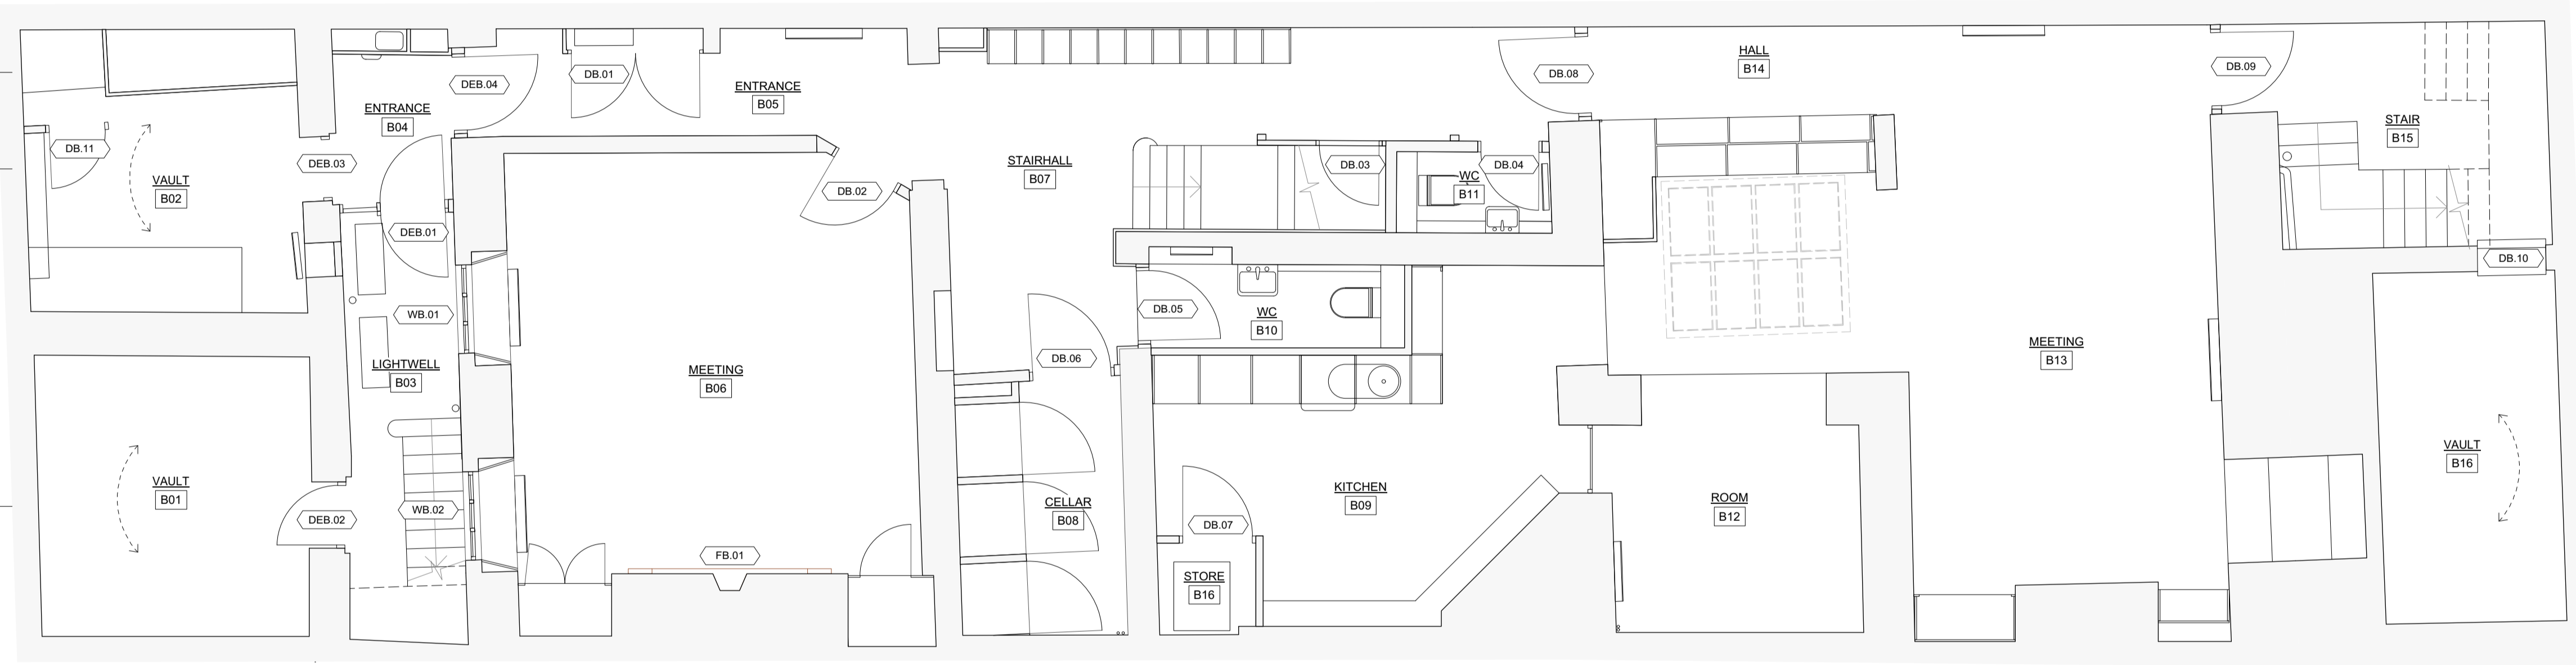 DB.11
VAULT
B02
DEB.03
ENTRANCE
B04
DEB.04
DB.01
ENTRANCE
B05
DEB.01
WB.01
LIGHTWELL
B03
WB.02
VAULT
B01
DEB.02
MEETING
B06
DB.02
FB.01
STAIRHALL
B07
DB.03
WC
B11
DB.04
DB.05
WC
B10
DB.06
CELLAR
B08
KITCHEN
B09
DB.07
STORE
B16
DB.08
HALL
B14
ROOM
B12
MEETING
B13
DB.09
STAIR
B15
DB.10
VAULT
B16